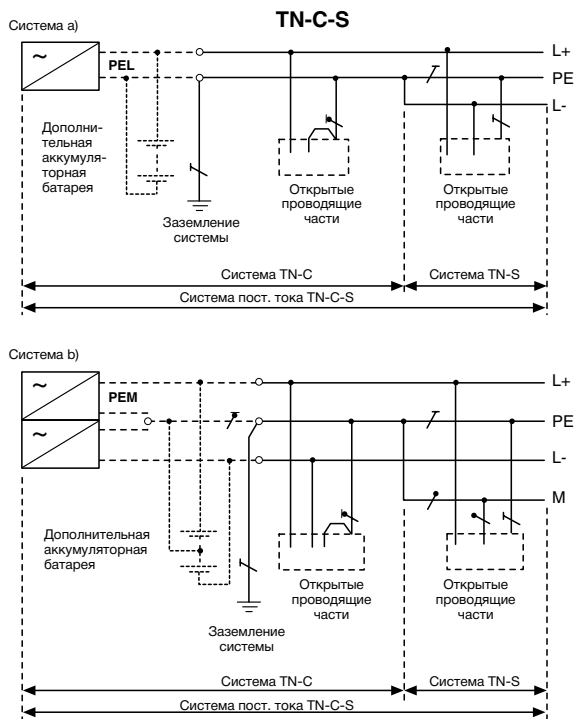 TN-C-S
Система a)
~
PEL
L+
PE
L-
Дополни-
тельная
аккумуля-
торная
батарея
Заземление
системы
Открытые
проводящие
части
Открытые
проводящие
части
Система TN-C
Система TN-S
Система пост. тока TN-C-S
Система b)
~
~
PEM
L+
PE
L-
M
Дополнительная
аккумуляторная
батарея
Заземление
системы
Открытые
проводящие
части
Открытые
проводящие
части
Система TN-C
Система TN-S
Система пост. тока TN-C-S